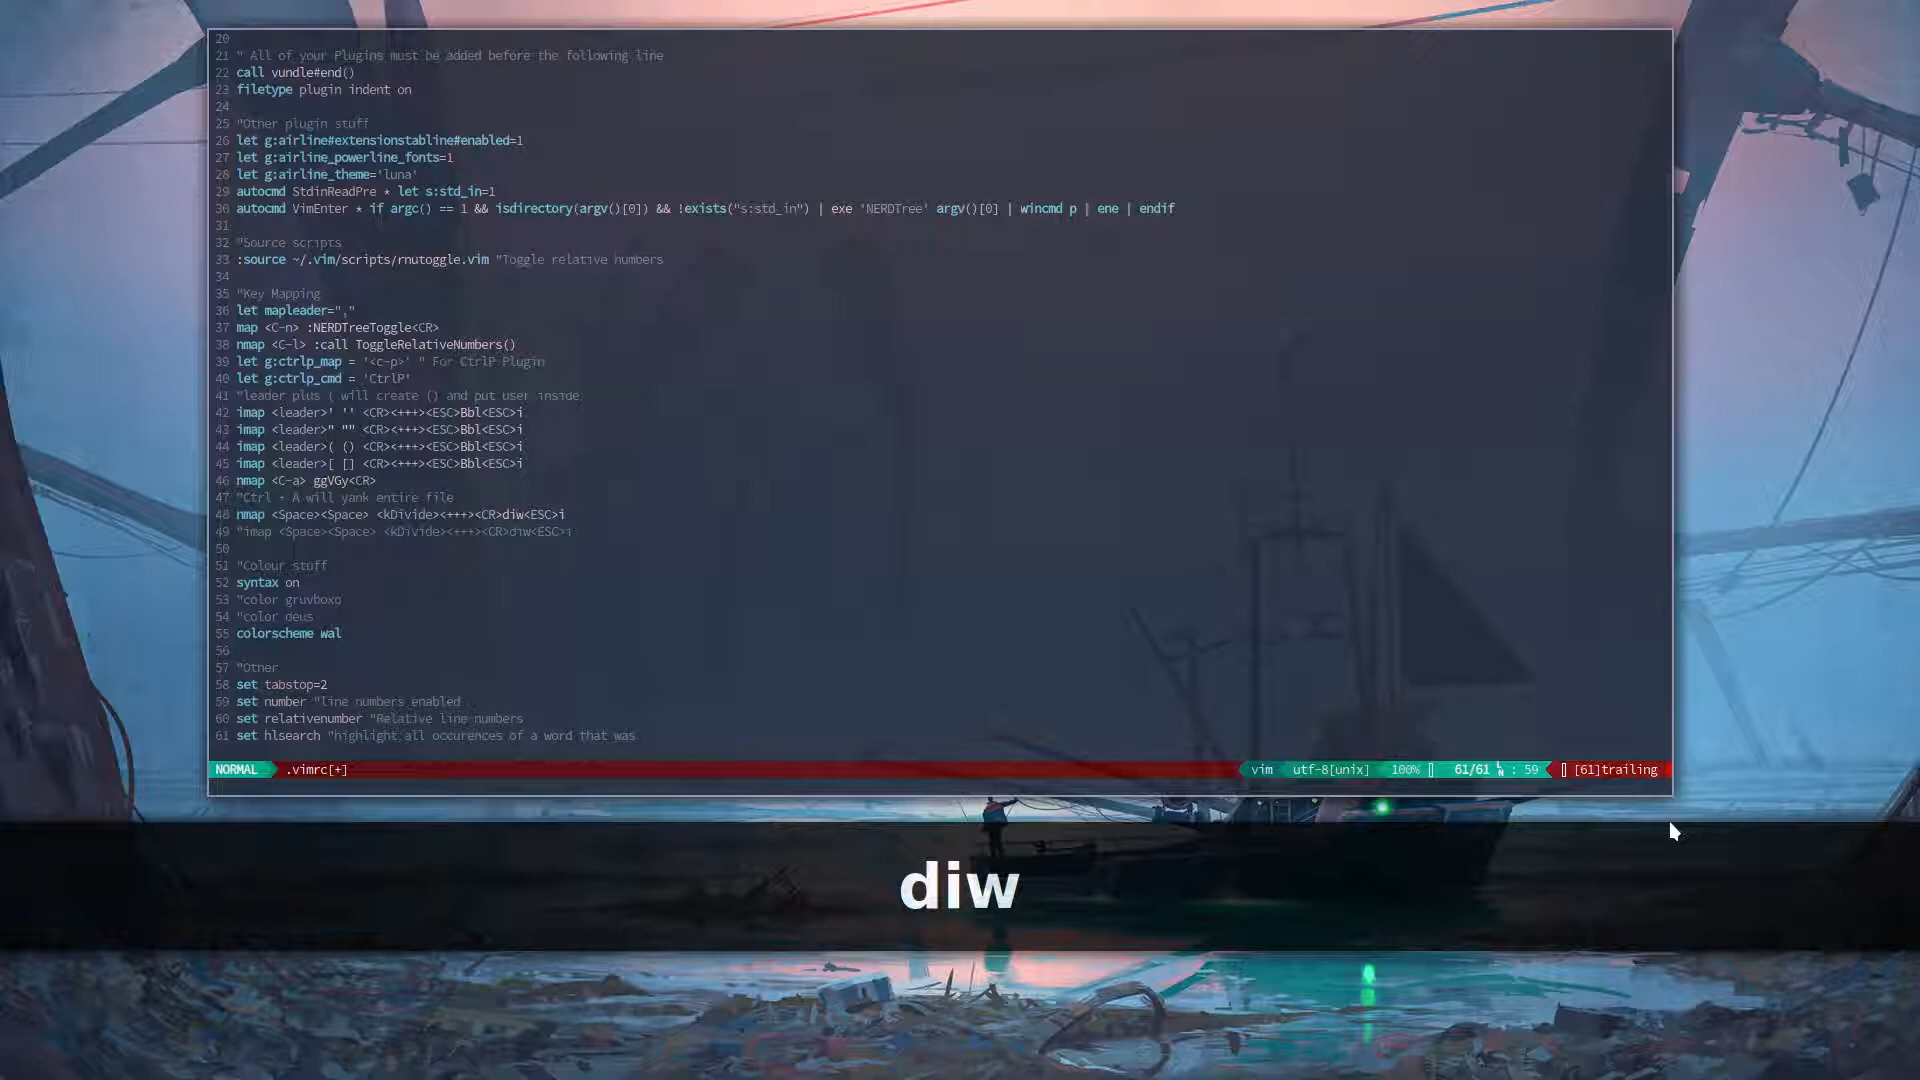 20
21 " All of your Plugins must be added before the following line
22 call vundle#end()
23 filetype plugin indent on
24
25 "Other plugin stuff
26 let g:airline#extensionstabline#enabled=1
27 let g:airline_powerline_fonts=1
28 let g:airline_theme='luna'
29 autocmd StdinReadPre * let s:std_in=1
30 autocmd VimEnter * if argc() == 1 && isdirectory(argv()[0]) && !exists("s:std_in") | exe 'NERDTree' argv()[0] | wincmd p | ene | endif
31
32 "Source scripts
33 :source ~/.vim/scripts/rnutoggle.vim "Toggle relative numbers
34
35 "Key Mapping
36 let mapleader=","
37 map <C-n> :NERDTreeToggle<CR>
38 nmap <C-l> :call ToggleRelativeNumbers()
39 let g:ctrlp_map = '<c-p>' " For CtrlP Plugin
40 let g:ctrlp_cmd = 'CtrlP'
41 "leader plus ( will create () and put user inside
42 imap <leader>' '' <CR><+++><ESC>Bbl<ESC>i
43 imap <leader>" "" <CR><+++><ESC>Bbl<ESC>i
44 imap <leader>( () <CR><+++><ESC>Bbl<ESC>i
45 imap <leader>[ [] <CR><+++><ESC>Bbl<ESC>i
46 nmap <C-a> ggVGy<CR>
47 "Ctrl + A will yank entire file
48 nmap <Space><Space> <kDivide><+++><CR>diw<ESC>i
49 "imap <Space><Space> <kDivide><+++><CR>diw<ESC>i
50
51 "Colour stuff
52 syntax on
53 "color gruvboxo
54 "color deus
55 colorscheme wal
56
57 "Other
58 set tabstop=2
59 set number "line numbers enabled
60 set relativenumber "Relative line numbers
61 set hlsearch "highlight all occurences of a word that was
NORMAL .vimrc[+] vim utf-8[unix] 100% 61/61 LN : 59 [61]trailing
diw